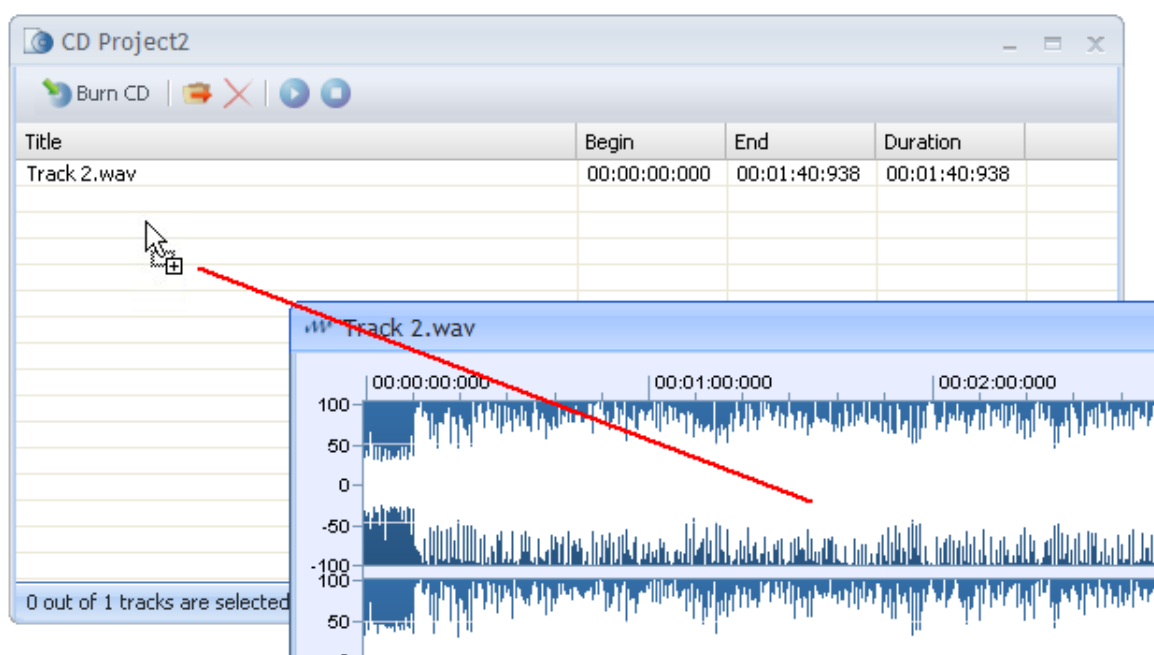 CD Project2
Burn CD
Title Begin End Duration
Track 2.wav 00:00:00:000 00:01:40:938 00:01:40:938
Track 2.wav
00:00:00:000 00:01:00:000 00:02:00:000
100
50
0
-50
-100
100
50
0 out of 1 tracks are selected